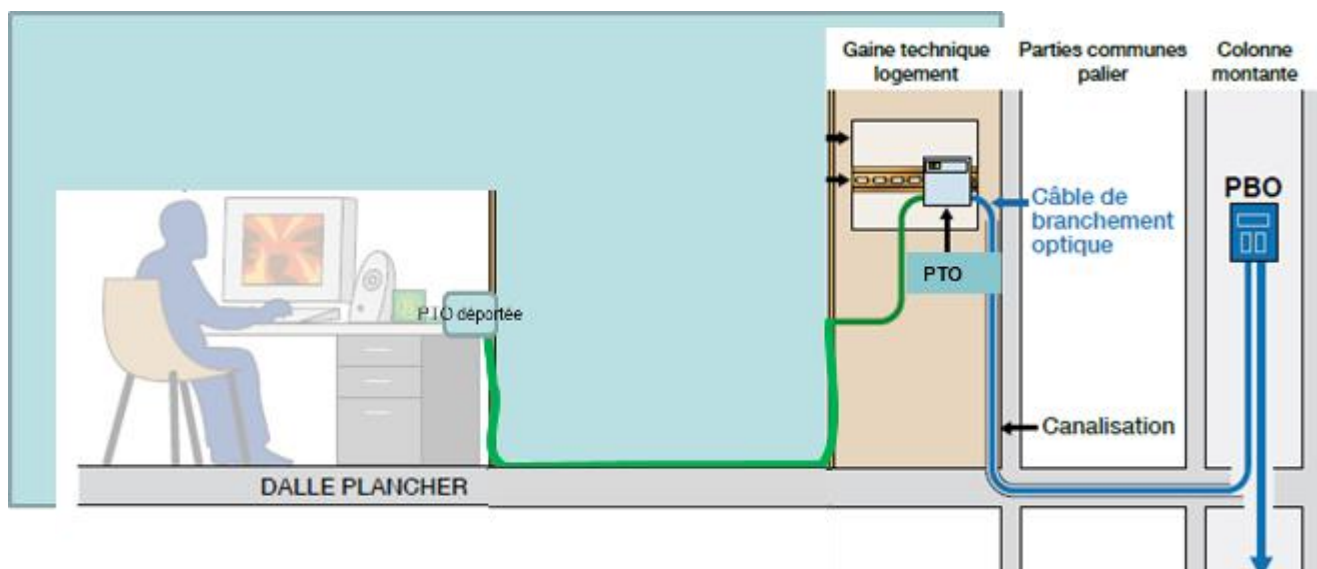 Gaine technique
logement
Parties communes
palier
Colonne
montante
PBO
Câble de
branchement
optique
PTO
PTO déportée
Canalisation
DALLE PLANCHER